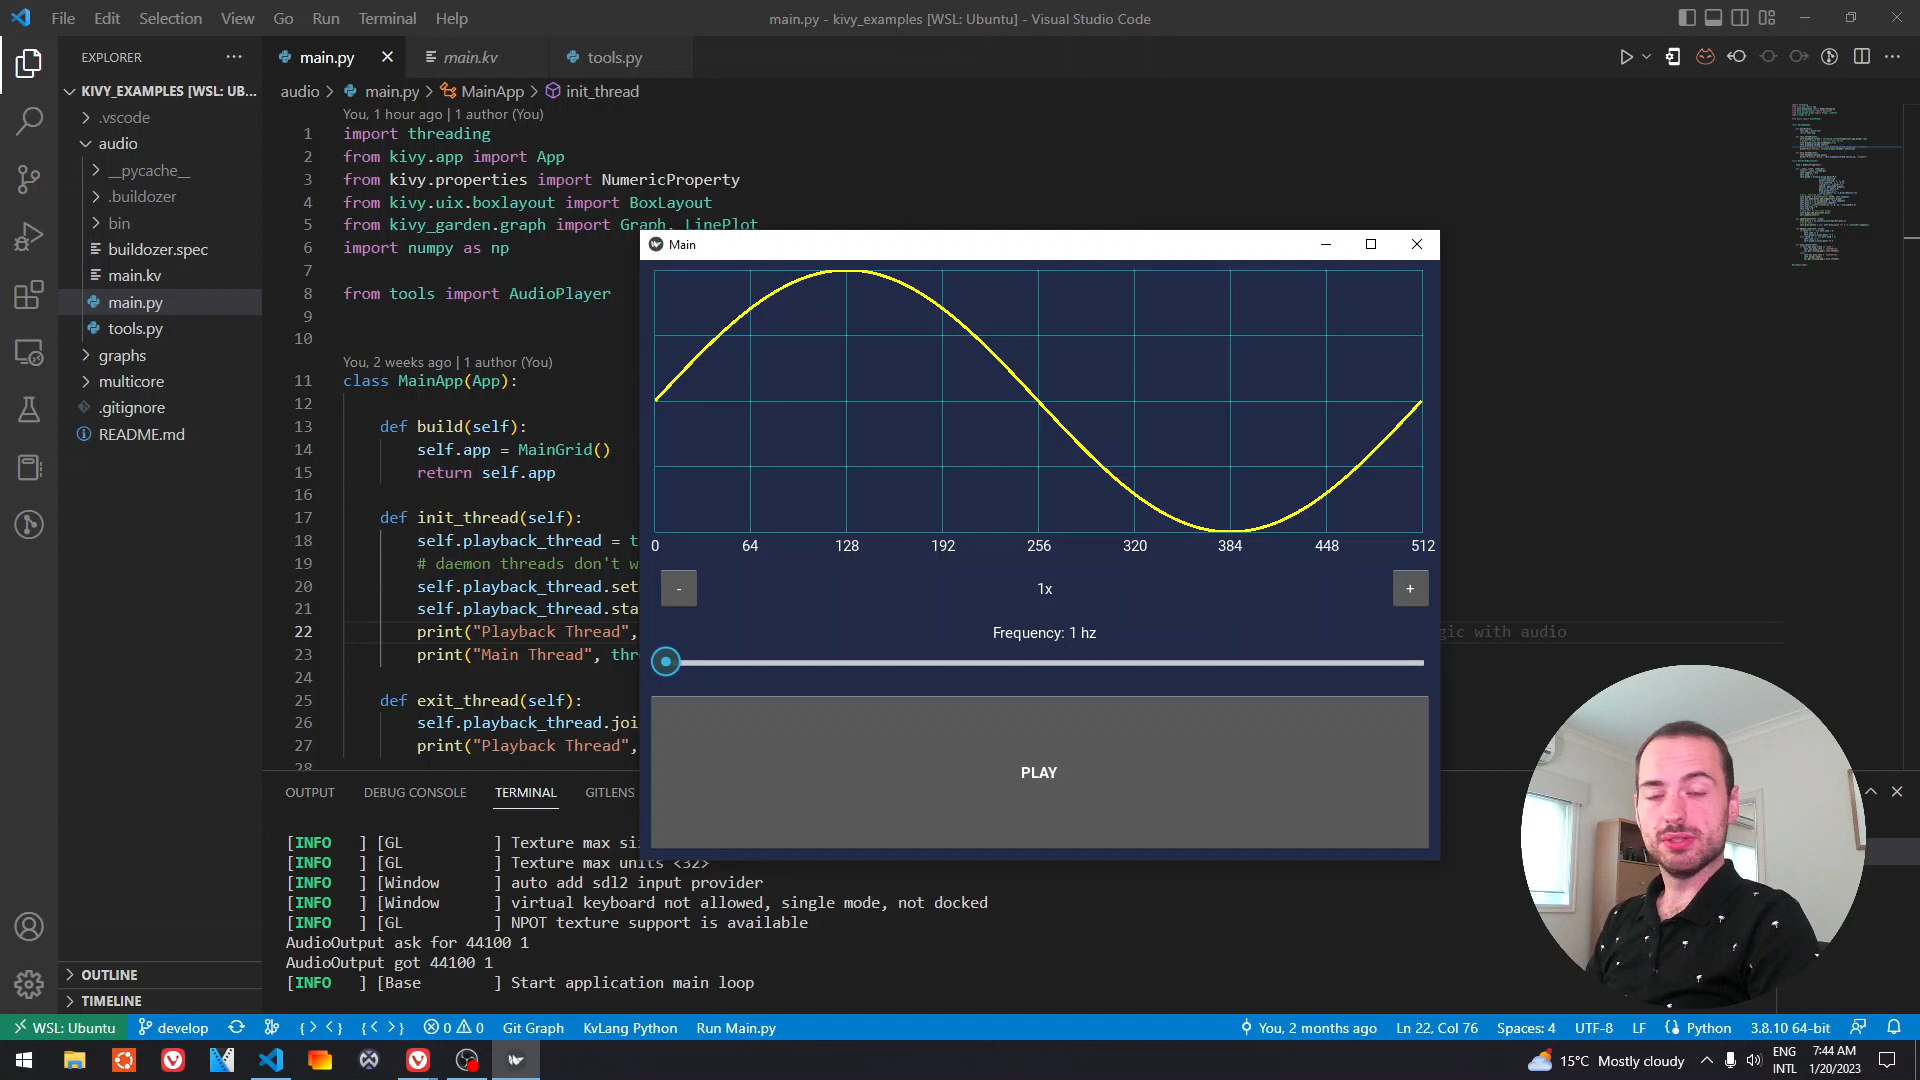 File Edit Selection View Go Run Terminal Help
main.py - kivy_examples [WSL: Ubuntu] - Visual Studio Code
EXPLORER
KIVY_EXAMPLES [WSL: UB...
.vscode
audio
__pycache__
.buildozer
bin
buildozer.spec
main.kv
main.py
tools.py
graphs
multicore
.gitignore
README.md
OUTLINE
TIMELINE
main.py
main.kv
tools.py
audio > main.py > MainApp > init_thread
You, 1 hour ago | 1 author (You)
1 import threading
2 from kivy.app import App
3 from kivy.properties import NumericProperty
4 from kivy.uix.boxlayout import BoxLayout
5 from kivy_garden.graph import Graph, LinePlot
6 import numpy as np
7
8 from tools import AudioPlayer
9
10
You, 2 weeks ago | 1 author (You)
11 class MainApp(App):
12
13 def build(self):
14 self.app = MainGrid()
15 return self.app
16
17 def init_thread(self):
18 self.playback_thread = t
19 # daemon threads don't w
20 self.playback_thread.set
21 self.playback_thread.sta
22 print("Playback Thread",
gic with audio
23 print("Main Thread", thr
24
25 def exit_thread(self):
26 self.playback_thread.joi
27 print("Playback Thread",
28
Main
0 64 128 192 256 320 384 448 512
- 1x +
Frequency: 1 hz
PLAY
OUTPUT DEBUG CONSOLE TERMINAL GITLENS
[INFO ] [GL ] Texture max si
[INFO ] [GL ] Texture max units <32>
[INFO ] [Window ] auto add sdl2 input provider
[INFO ] [Window ] virtual keyboard not allowed, single mode, not docked
[INFO ] [GL ] NPOT texture support is available
AudioOutput ask for 44100 1
AudioOutput got 44100 1
[INFO ] [Base ] Start application main loop
WSL: Ubuntu develop 0 0 Git Graph KvLang Python Run Main.py You, 2 months ago Ln 22, Col 76 Spaces: 4 UTF-8 LF Python 3.8.10 64-bit
15°C Mostly cloudy
ENG
INTL
7:44 AM
1/20/2023